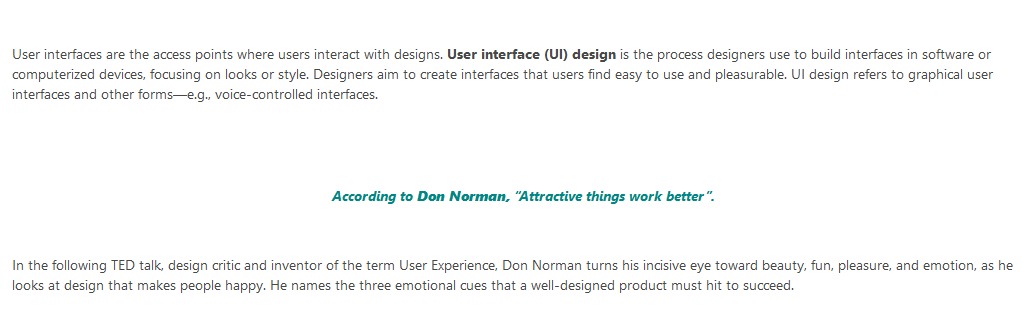 User interfaces are the access points where users interact with designs. User interface (UI) design is the process designers use to build interfaces in software or
computerized devices, focusing on looks or style. Designers aim to create interfaces that users find easy to use and pleasurable. UI design refers to graphical user
interfaces and other forms—e.g., voice-controlled interfaces.
According to Don Norman, “Attractive things work better”.
In the following TED talk, design critic and inventor of the term User Experience, Don Norman turns his incisive eye toward beauty, fun, pleasure, and emotion, as he
looks at design that makes people happy. He names the three emotional cues that a well-designed product must hit to succeed.